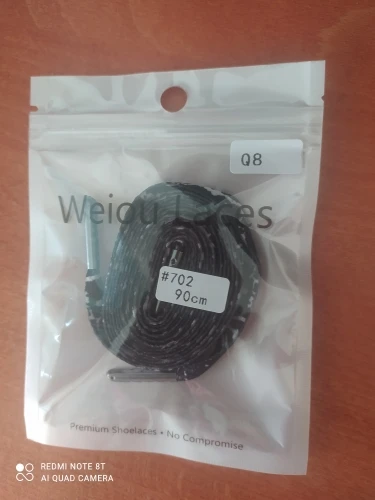 Q8
Weiou Laces
#702
90cm
Premium Shoelaces • No Compromise
REDMI NOTE 8T
AI QUAD CAMERA